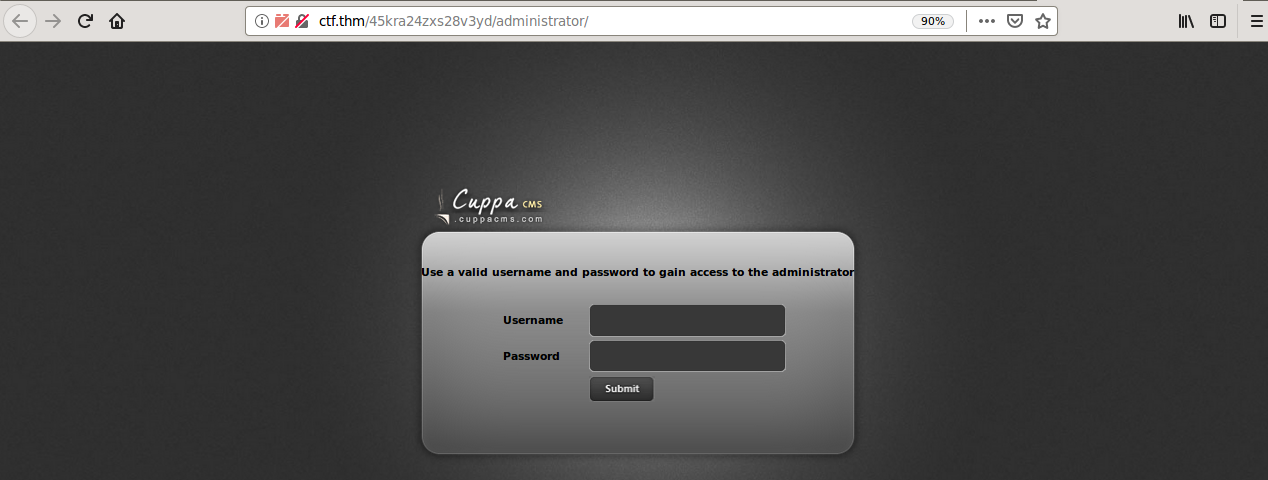 ctf.thm/45kra24zxs28v3yd/administrator/ 90%
Cuppa CMS
.cuppacms.com
Use a valid username and password to gain access to the administrator
Username
Password
Submit